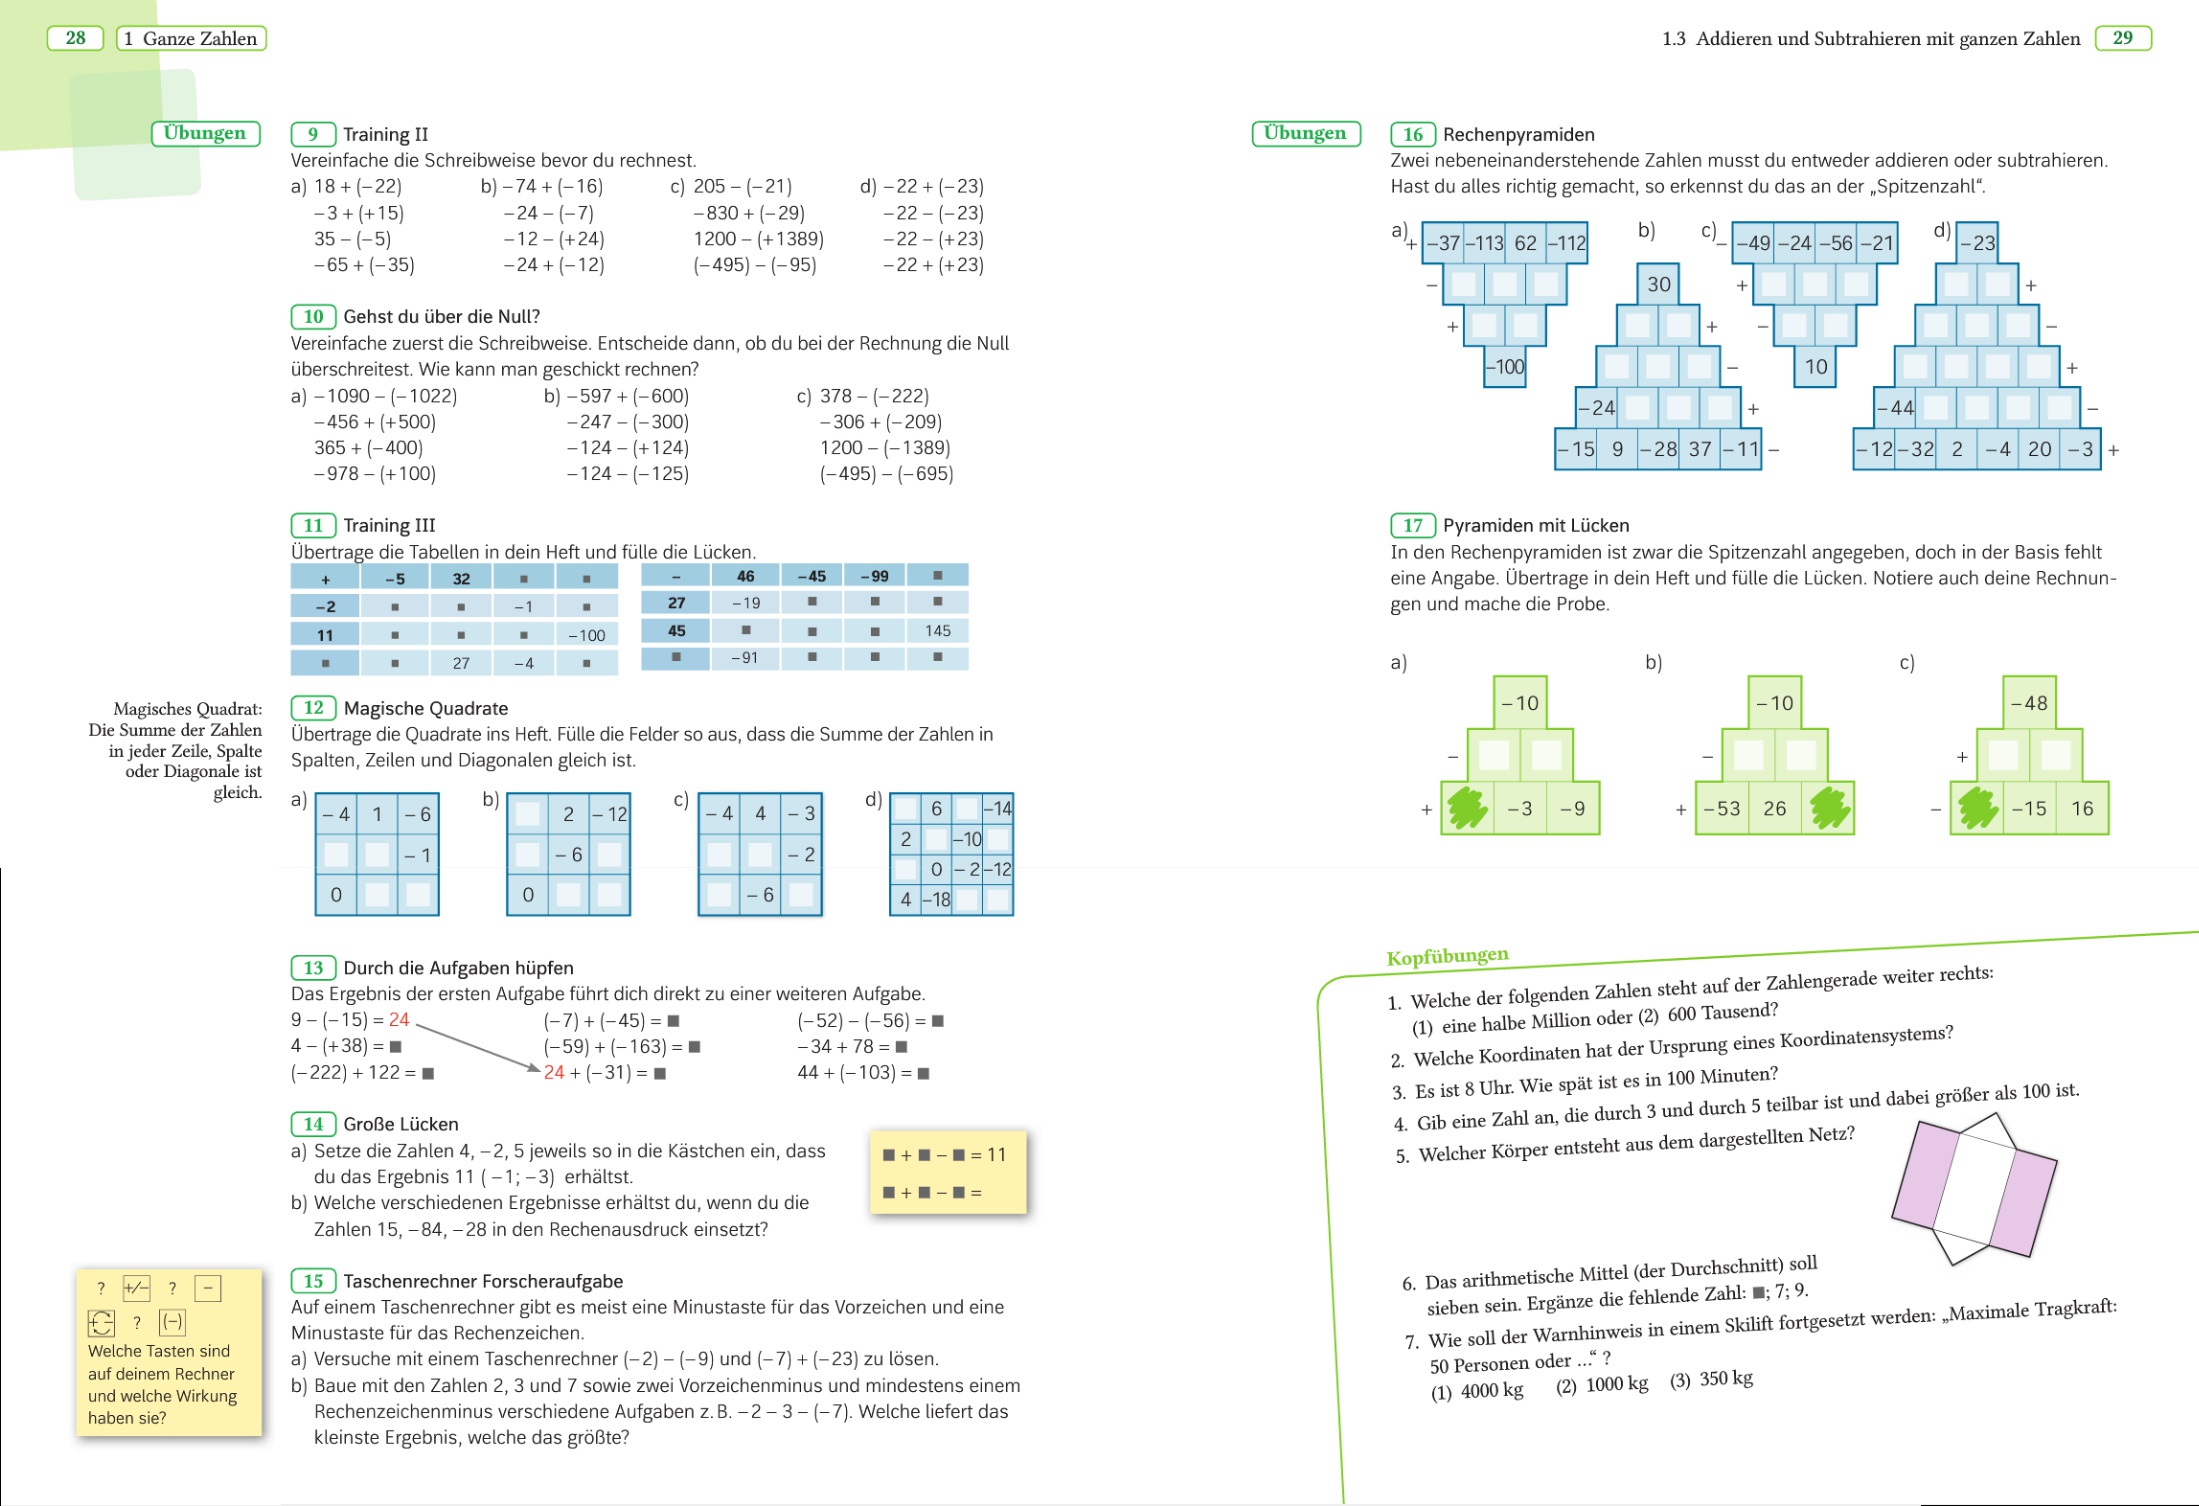 28 1 Ganze Zahlen
Übungen
9 Training II
Vereinfache die Schreibweise bevor du rechnest.
a) 18 + (−22) b) −74 + (−16) c) 205 − (−21) d) −22 + (−23)
−3 + (+15) −24 − (−7) −830 + (−29) −22 − (−23)
35 − (−5) −12 − (+24) 1200 − (+1389) −22 − (+23)
−65 + (−35) −24 + (−12) (−495) − (−95) −22 + (+23)
10 Gehst du über die Null?
Vereinfache zuerst die Schreibweise. Entscheide dann, ob du bei der Rechnung die Null
überschreitest. Wie kann man geschickt rechnen?
a) −1090 − (−1022) b) −597 + (−600) c) 378 − (−222)
−456 + (+500) −247 − (−300) −306 + (−209)
365 + (−400) −124 − (+124) 1200 − (−1389)
−978 − (+100) −124 − (−125) (−495) − (−695)
11 Training III
Übertrage die Tabellen in dein Heft und fülle die Lücken.
+ −5 32 ■ ■
−2 ■ ■ −1 ■
11 ■ ■ ■ −100
■ ■ 27 −4 ■
− 46 −45 −99 ■
27 −19 ■ ■ ■
45 ■ ■ ■ 145
■ −91 ■ ■ ■
Magisches Quadrat:
Die Summe der Zahlen
in jeder Zeile, Spalte
oder Diagonale ist
gleich.
12 Magische Quadrate
Übertrage die Quadrate ins Heft. Fülle die Felder so aus, dass die Summe der Zahlen in
Spalten, Zeilen und Diagonalen gleich ist.
a)
−4 1 −6
−1
0
b)
2 −12
−6
0
c)
−4 4 −3
−2
−6
d)
6 −14
2 −10
0 −2 −12
4 −18
13 Durch die Aufgaben hüpfen
Das Ergebnis der ersten Aufgabe führt dich direkt zu einer weiteren Aufgabe.
9 − (−15) = 24 (−7) + (−45) = ■ (−52) − (−56) = ■
4 − (+38) = ■ (−59) + (−163) = ■ −34 + 78 = ■
(−222) + 122 = ■ 24 + (−31) = ■ 44 + (−103) = ■
14 Große Lücken
a) Setze die Zahlen 4, −2, 5 jeweils so in die Kästchen ein, dass
du das Ergebnis 11 ( −1; −3) erhältst.
b) Welche verschiedenen Ergebnisse erhältst du, wenn du die
Zahlen 15, −84, −28 in den Rechenausdruck einsetzt?
■ + ■ − ■ = 11
■ + ■ − ■ =
15 Taschenrechner Forscheraufgabe
Auf einem Taschenrechner gibt es meist eine Minustaste für das Vorzeichen und eine
Minustaste für das Rechenzeichen.
a) Versuche mit einem Taschenrechner (−2) − (−9) und (−7) + (−23) zu lösen.
b) Baue mit den Zahlen 2, 3 und 7 sowie zwei Vorzeichenminus und mindestens einem
Rechenzeichenminus verschiedene Aufgaben z. B. −2 − 3 − (−7). Welche liefert das
kleinste Ergebnis, welche das größte?
? +/− ? −
? (−)
Welche Tasten sind
auf deinem Rechner
und welche Wirkung
haben sie?
1.3 Addieren und Subtrahieren mit ganzen Zahlen 29
Übungen
16 Rechenpyramiden
Zwei nebeneinanderstehende Zahlen musst du entweder addieren oder subtrahieren.
Hast du alles richtig gemacht, so erkennst du das an der „Spitzenzahl“.
a)
+ −37 −113 62 −112
−
+
−100
b)
30
+
−
−24 +
−15 9 −28 37 −11 −
c)
− −49 −24 −56 −21
+
−
10
d)
−23
+
−
+
−44 −
−12 −32 2 −4 20 −3 +
17 Pyramiden mit Lücken
In den Rechenpyramiden ist zwar die Spitzenzahl angegeben, doch in der Basis fehlt
eine Angabe. Übertrage in dein Heft und fülle die Lücken. Notiere auch deine Rechnun-
gen und mache die Probe.
a)
−10
−
+ −3 −9
b)
−10
−
+ −53 26
c)
−48
+
− −15 16
Kopfübungen
1. Welche der folgenden Zahlen steht auf der Zahlengerade weiter rechts:
(1) eine halbe Million oder (2) 600 Tausend?
2. Welche Koordinaten hat der Ursprung eines Koordinatensystems?
3. Es ist 8 Uhr. Wie spät ist es in 100 Minuten?
4. Gib eine Zahl an, die durch 3 und durch 5 teilbar ist und dabei größer als 100 ist.
5. Welcher Körper entsteht aus dem dargestellten Netz?
6. Das arithmetische Mittel (der Durchschnitt) soll
sieben sein. Ergänze die fehlende Zahl: ■; 7; 9.
7. Wie soll der Warnhinweis in einem Skilift fortgesetzt werden: „Maximale Tragkraft:
50 Personen oder ...“ ?
(1) 4000 kg (2) 1000 kg (3) 350 kg